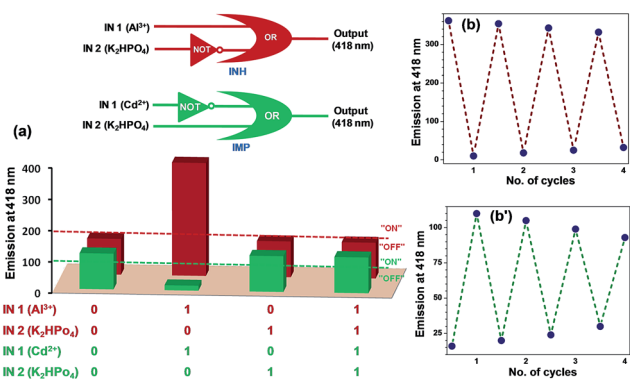 IN 1 (Al³⁺)
IN 2 (K₂HPO₄)
NOT
OR
INH
Output
(418 nm)
IN 1 (Cd²⁺)
IN 2 (K₂HPO₄)
NOT
OR
IMP
Output
(418 nm)
(a)
Emission at 418 nm
400
300
200
100
0
"ON"
"OFF"
"ON"
"OFF"
IN 1 (Al³⁺) 0 1 0 1
IN 2 (K₂HPo₄) 0 0 1 1
IN 1 (Cd²⁺) 0 1 0 1
IN 2 (K₂HPo₄) 0 0 1 1
(b)
Emission at 418 nm
300
200
100
0
1 2 3 4
No. of cycles
(b')
Emission at 418 nm
100
75
50
25
1 2 3 4
No. of cycles